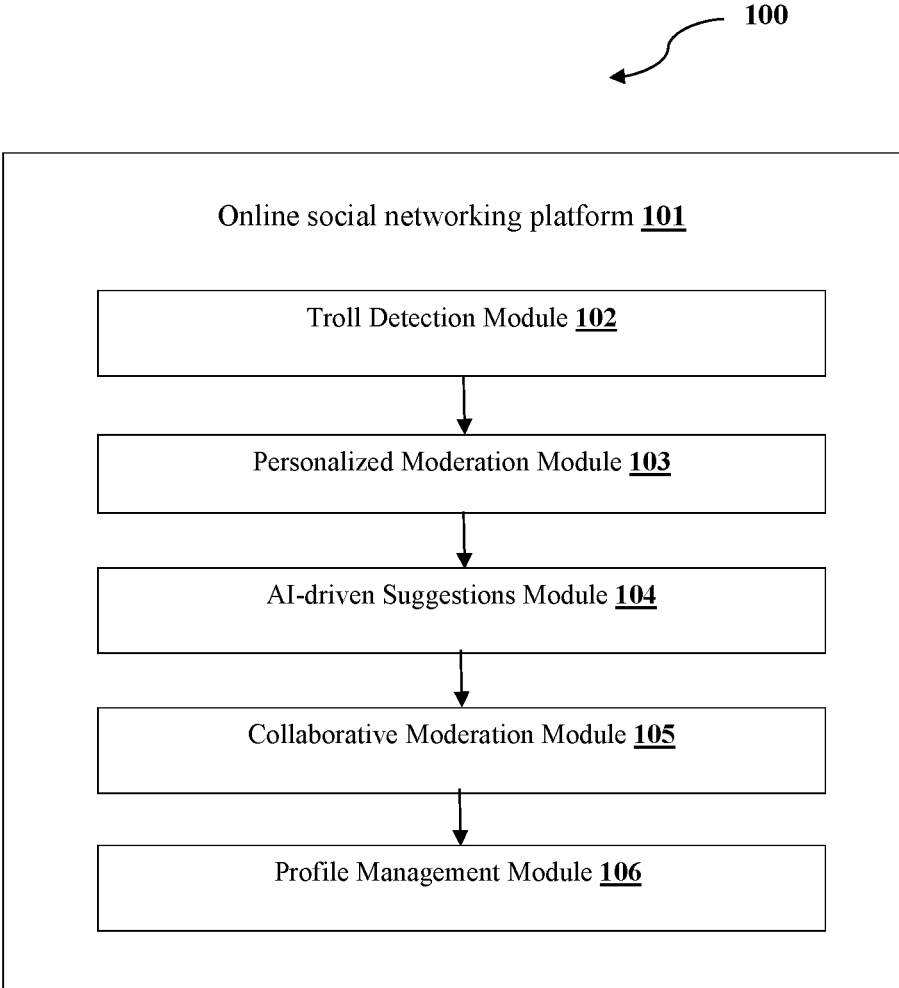 100
Online social networking platform 101
Troll Detection Module 102
Personalized Moderation Module 103
AI-driven Suggestions Module 104
Collaborative Moderation Module 105
Profile Management Module 106